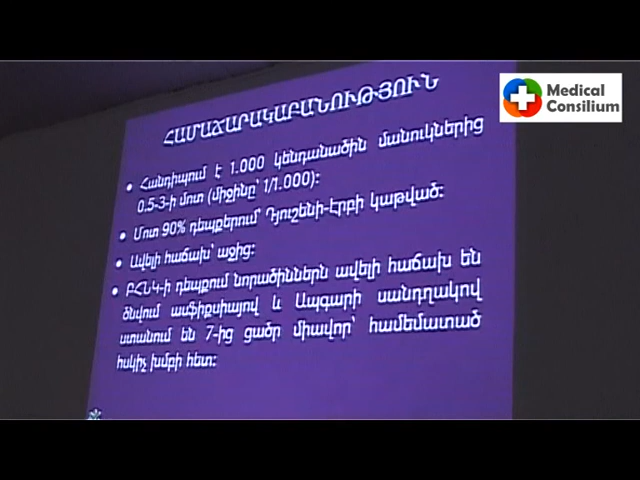 Medical
Consilium
ՀԱՄԱՃԱՐԱԿԱԲԱՆՈՒԹՅՈՒՆ
• Հանդիպում է 1.000 կենդանածին մանուկներից
0.5-3-ի մոտ (միջինը՝ 1/1.000):
• Մոտ 90% դեպքերում՝ Դյուշենի-Էրբի կաթված:
• Ավելի հաճախ՝ աջից:
• ԲՀՆԿ-ի դեպքում նորածիններն ավելի հաճախ են
ծնվում ասֆիքսիայով և Ապգարի սանդղակով
ստանում են 7-ից ցածր միավոր՝ համեմատած
հսկիչ խմբի հետ: